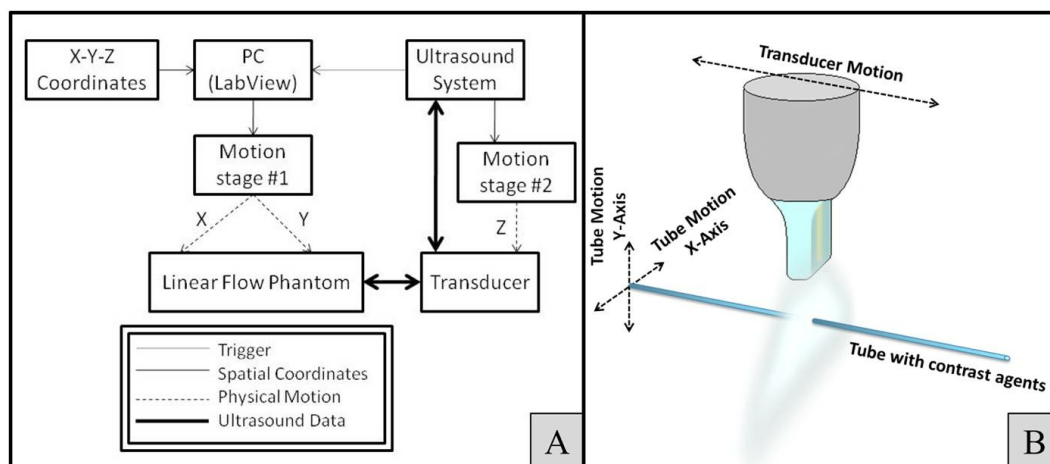 X-Y-Z
Coordinates
PC
(LabView)
Ultrasound
System
Motion
stage #1
Motion
stage #2
X
Y
Z
Linear Flow Phantom
Transducer
Trigger
Spatial Coordinates
Physical Motion
Ultrasound Data
A
Transducer Motion
Tube Motion
Y-Axis
Tube Motion
X-Axis
Tube with contrast agents
B